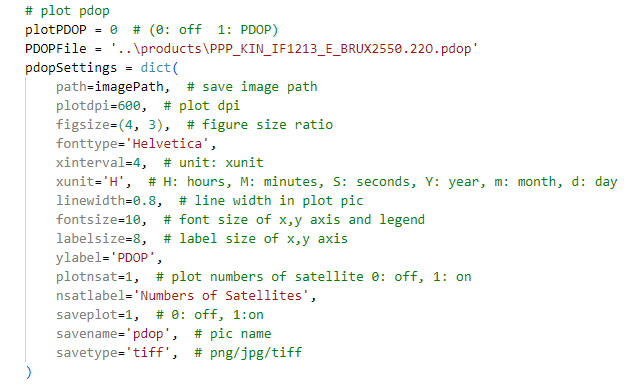 # plot pdop
plotPDOP = 0  # (0: off  1: PDOP)
PDOPFile = '..\products\PPP_KIN_IF1213_E_BRUX2550.22O.pdop'
pdopSettings = dict(
    path=imagePath,  # save image path
    plotdpi=600,  # plot dpi
    figsize=(4, 3),  # figure size ratio
    fonttype='Helvetica',
    xinterval=4,  # unit: xunit
    xunit='H',  # H: hours, M: minutes, S: seconds, Y: year, m: month, d: day
    linewidth=0.8,  # line width in plot pic
    fontsize=10,  # font size of x,y axis and legend
    labelsize=8,  # label size of x,y axis
    ylabel='PDOP',
    plotnsat=1,  # plot numbers of satellite 0: off, 1: on
    nsatlabel='Numbers of Satellites',
    saveplot=1,  # 0: off, 1:on
    savename='pdop',  # pic name
    savetype='tiff',  # png/jpg/tiff
)